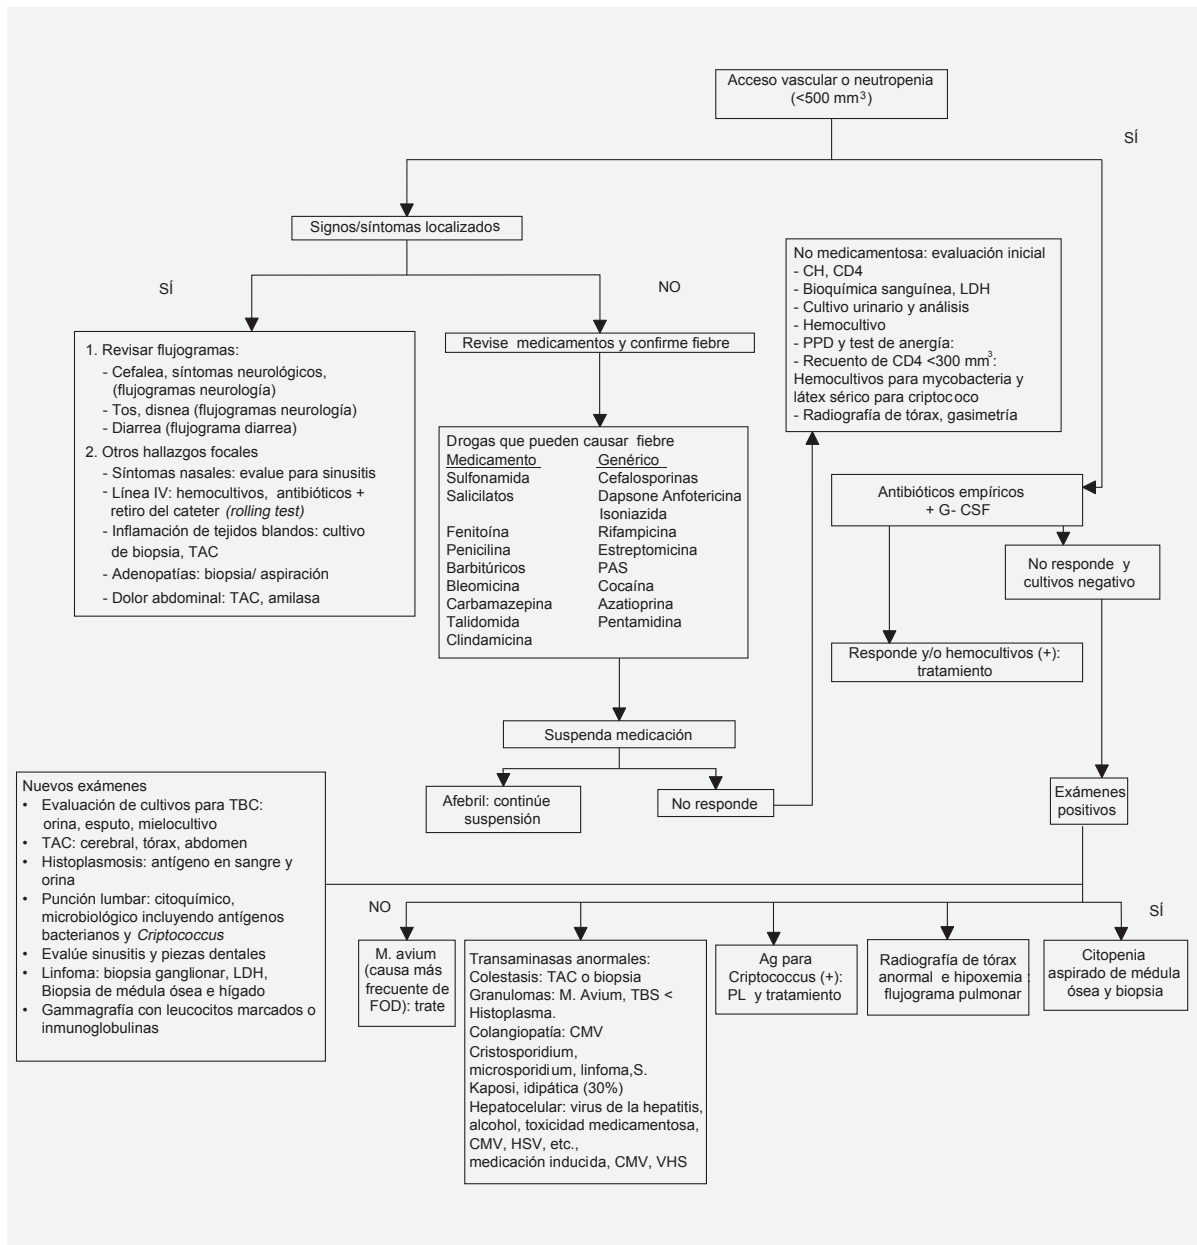 Acceso vascular o neutropenia
(<500 mm3)
SÍ
Signos/síntomas localizados
SÍ
NO
1. Revisar flujogramas:
- Cefalea, síntomas neurológicos,
(flujogramas neurología)
- Tos, disnea (flujogramas neurología)
- Diarrea (flujograma diarrea)
2. Otros hallazgos focales
- Síntomas nasales: evalue para sinusitis
- Línea IV: hemocultivos, antibióticos +
retiro del cateter (rolling test)
- Inflamación de tejidos blandos: cultivo
de biopsia, TAC
- Adenopatías: biopsia/ aspiración
- Dolor abdominal: TAC, amilasa
Revise medicamentos y confirme fiebre
Drogas que pueden causar fiebre
Medicamento Genérico
Sulfonamida Cefalosporinas
Salicilatos Dapsone Anfotericina
Isoniazida
Fenitoína Rifampicina
Penicilina Estreptomicina
Barbitúricos PAS
Bleomicina Cocaína
Carbamazepina Azatioprina
Talidomida Pentamidina
Clindamicina
Suspenda medicación
Afebril: continúe
suspensión
No responde
No medicamentosa: evaluación inicial
- CH, CD4
- Bioquímica sanguínea, LDH
- Cultivo urinario y análisis
- Hemocultivo
- PPD y test de anergía:
- Recuento de CD4 <300 mm3:
Hemocultivos para mycobacteria y
látex sérico para criptococo
- Radiografía de tórax, gasimetría
Antibióticos empíricos
+ G- CSF
No responde y
cultivos negativo
Responde y/o hemocultivos (+):
tratamiento
Exámenes
positivos
Nuevos exámenes
• Evaluación de cultivos para TBC:
orina, esputo, mielocultivo
• TAC: cerebral, tórax, abdomen
• Histoplasmosis: antígeno en sangre y
orina
• Punción lumbar: citoquímico,
microbiológico incluyendo antígenos
bacterianos y Criptococcus
• Evalúe sinusitis y piezas dentales
• Linfoma: biopsia ganglionar, LDH,
Biopsia de médula ósea e hígado
• Gammagrafía con leucocitos marcados o
inmunoglobulinas
NO
SÍ
M. avium
(causa más
frecuente de
FOD): trate
Transaminasas anormales:
Colestasis: TAC o biopsia
Granulomas: M. Avium, TBS <
Histoplasma.
Colangiopatía: CMV
Cristosporidium,
microsporidium, linfoma,S.
Kaposi, idipática (30%)
Hepatocelular: virus de la hepatitis,
alcohol, toxicidad medicamentosa,
CMV, HSV, etc.,
medicación inducida, CMV, VHS
Ag para
Criptococcus (+):
PL y tratamiento
Radiografía de tórax
anormal e hipoxemia :
flujograma pulmonar
Citopenia
aspirado de médula
ósea y biopsia